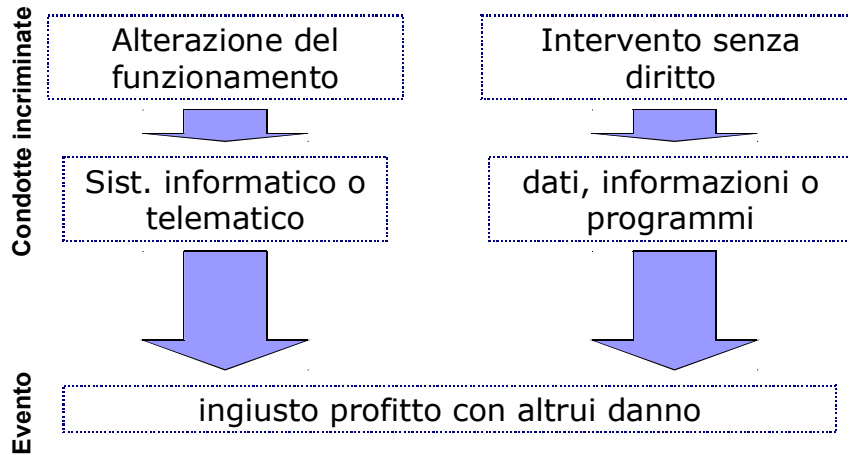 Condotte incriminate
Alterazione del
funzionamento
Intervento senza
diritto
Sist. informatico o
telematico
dati, informazioni o
programmi
Evento
ingiusto profitto con altrui danno